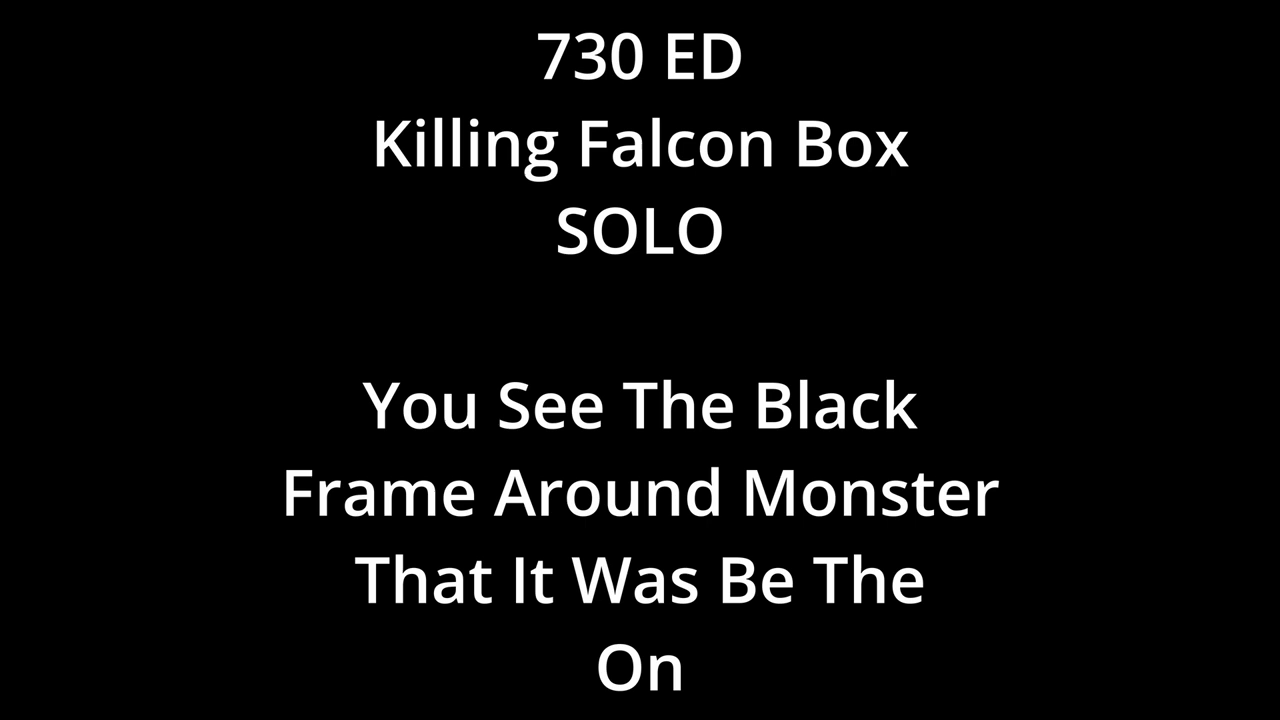 730 ED
Killing Falcon Box
SOLO
You See The Black
Frame Around Monster
That It Was Be The
On